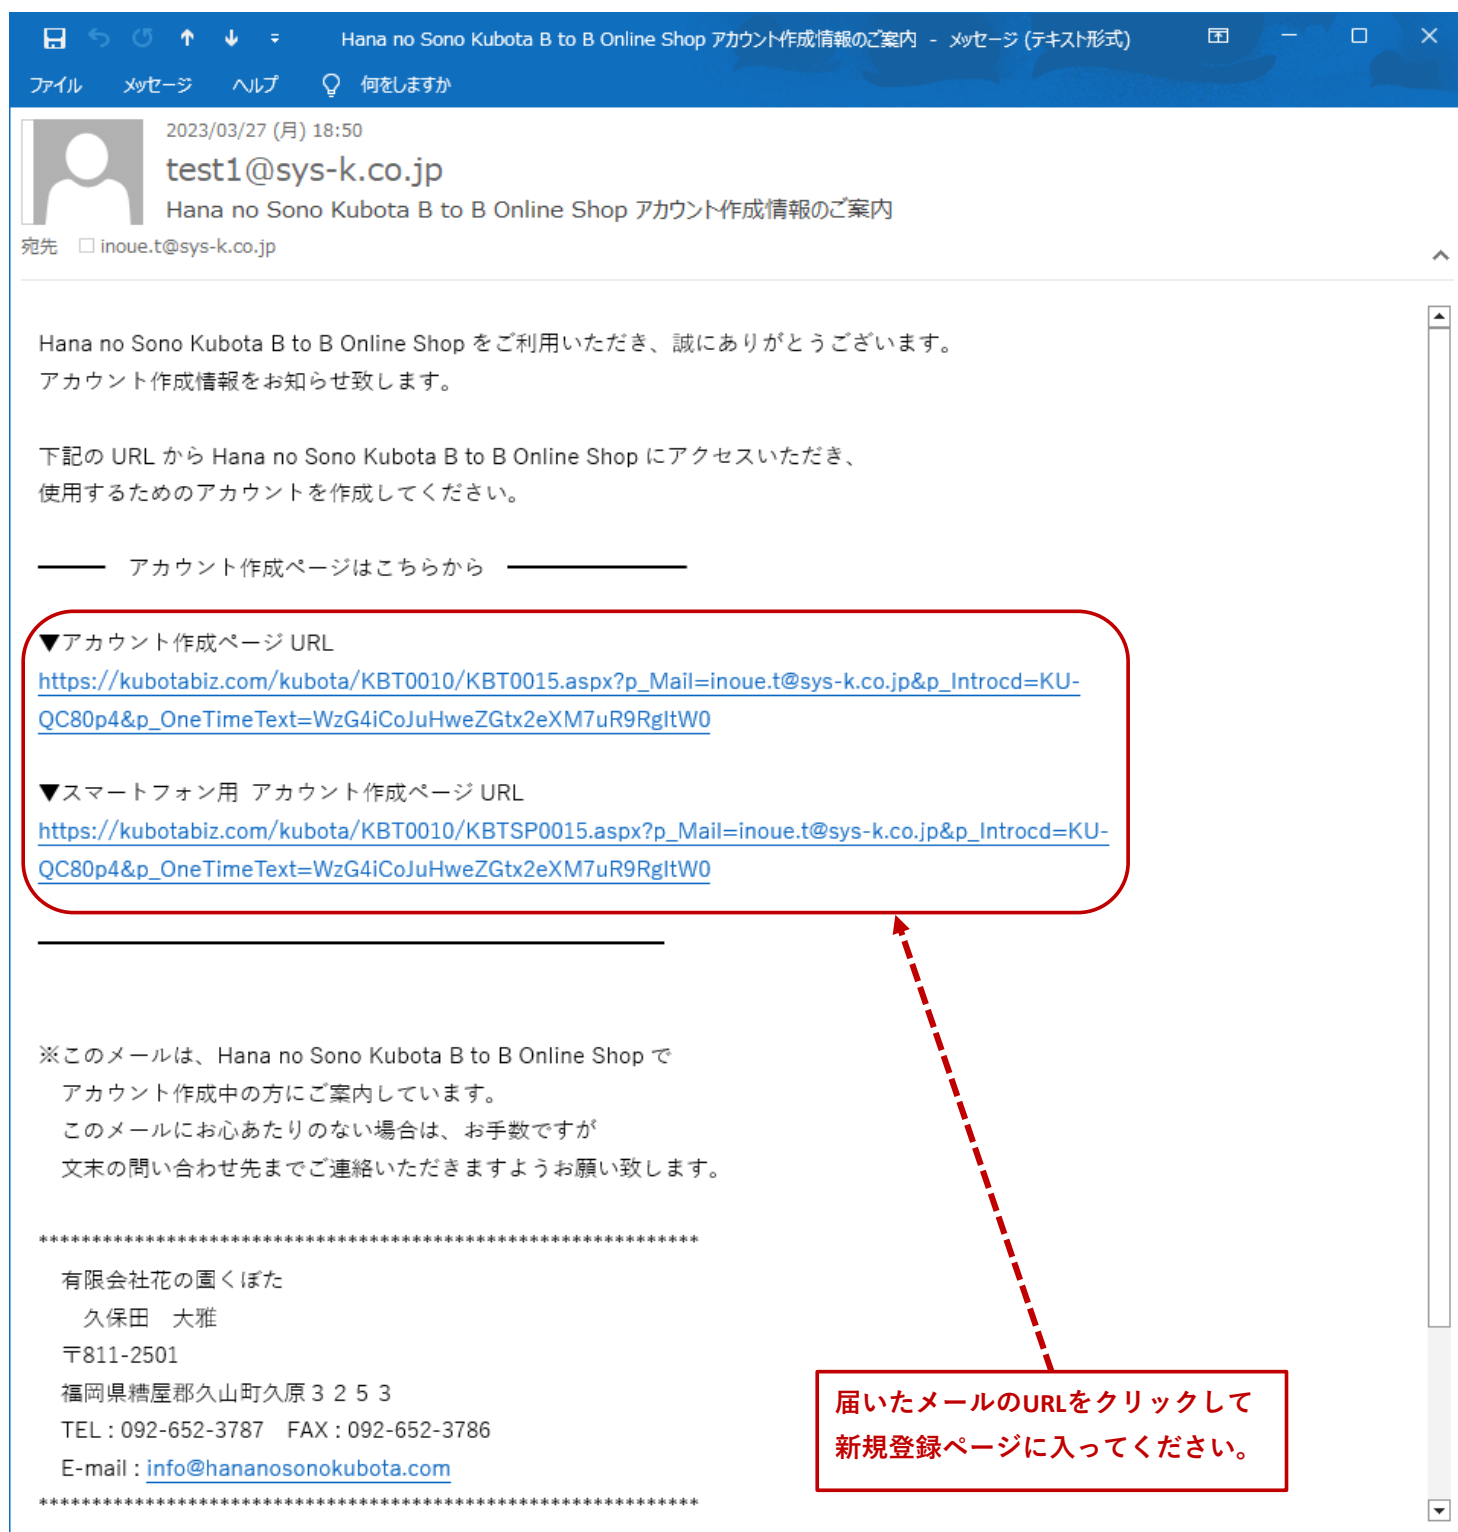 Hana no Sono Kubota B to B Online Shop アカウント作成情報のご案内 - メッセージ (テキスト形式)
ファイル メッセージ ヘルプ 何をしますか
2023/03/27 (月) 18:50
test1@sys-k.co.jp
Hana no Sono Kubota B to B Online Shop アカウント作成情報のご案内
宛先 inoue.t@sys-k.co.jp
Hana no Sono Kubota B to B Online Shop をご利用いただき、誠にありがとうございます。
アカウント作成情報をお知らせ致します。
下記の URL から Hana no Sono Kubota B to B Online Shop にアクセスいただき、
使用するためのアカウントを作成してください。
━━━ アカウント作成ページはこちらから ━━━━━━━━
▼アカウント作成ページ URL
https://kubotabiz.com/kubota/KBT0010/KBT0015.aspx?p_Mail=inoue.t@sys-k.co.jp&p_Introcd=KU-
QC80p4&p_OneTimeText=WzG4iCoJuHweZGtx2eXM7uR9RgItW0
▼スマートフォン用 アカウント作成ページ URL
https://kubotabiz.com/kubota/KBT0010/KBTSP0015.aspx?p_Mail=inoue.t@sys-k.co.jp&p_Introcd=KU-
QC80p4&p_OneTimeText=WzG4iCoJuHweZGtx2eXM7uR9RgItW0
━━━━━━━━━━━━━━━━━━━━━━━━━━━━
※このメールは、Hana no Sono Kubota B to B Online Shop で
アカウント作成中の方にご案内しています。
このメールにお心あたりのない場合は、お手数ですが
文末の問い合わせ先までご連絡いただきますようお願い致します。
**************************************************************
有限会社花の園くぼた
久保田 大雅
〒811-2501
福岡県糟屋郡久山町久原３２５３
TEL : 092-652-3787 FAX : 092-652-3786
E-mail : info@hananosonokubota.com
**************************************************************
届いたメールのURLをクリックして
新規登録ページに入ってください。